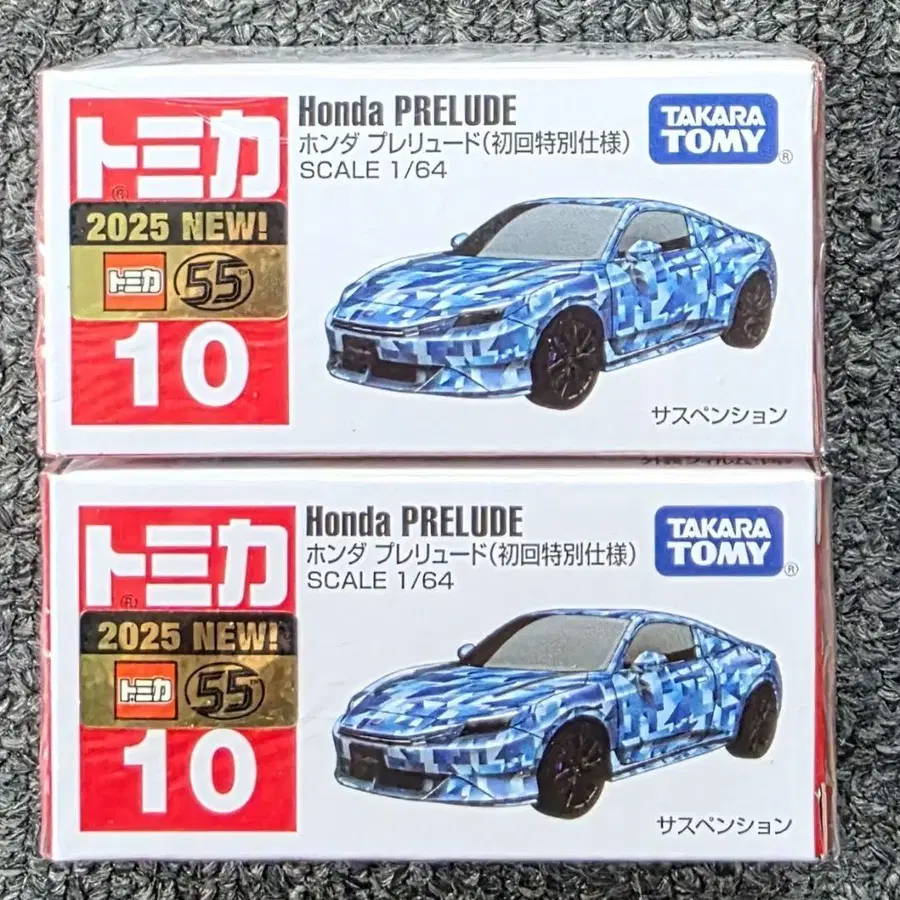 トミカ
®
2025 NEW!
トミカ 55™
10
Honda PRELUDE
ホンダ プレリュード(初回特別仕様)
SCALE 1/64
TAKARA
TOMY
®
サスペンション
トミカ
®
2025 NEW!
トミカ 55™
10
Honda PRELUDE
ホンダ プレリュード(初回特別仕様)
SCALE 1/64
TAKARA
TOMY
®
サスペンション